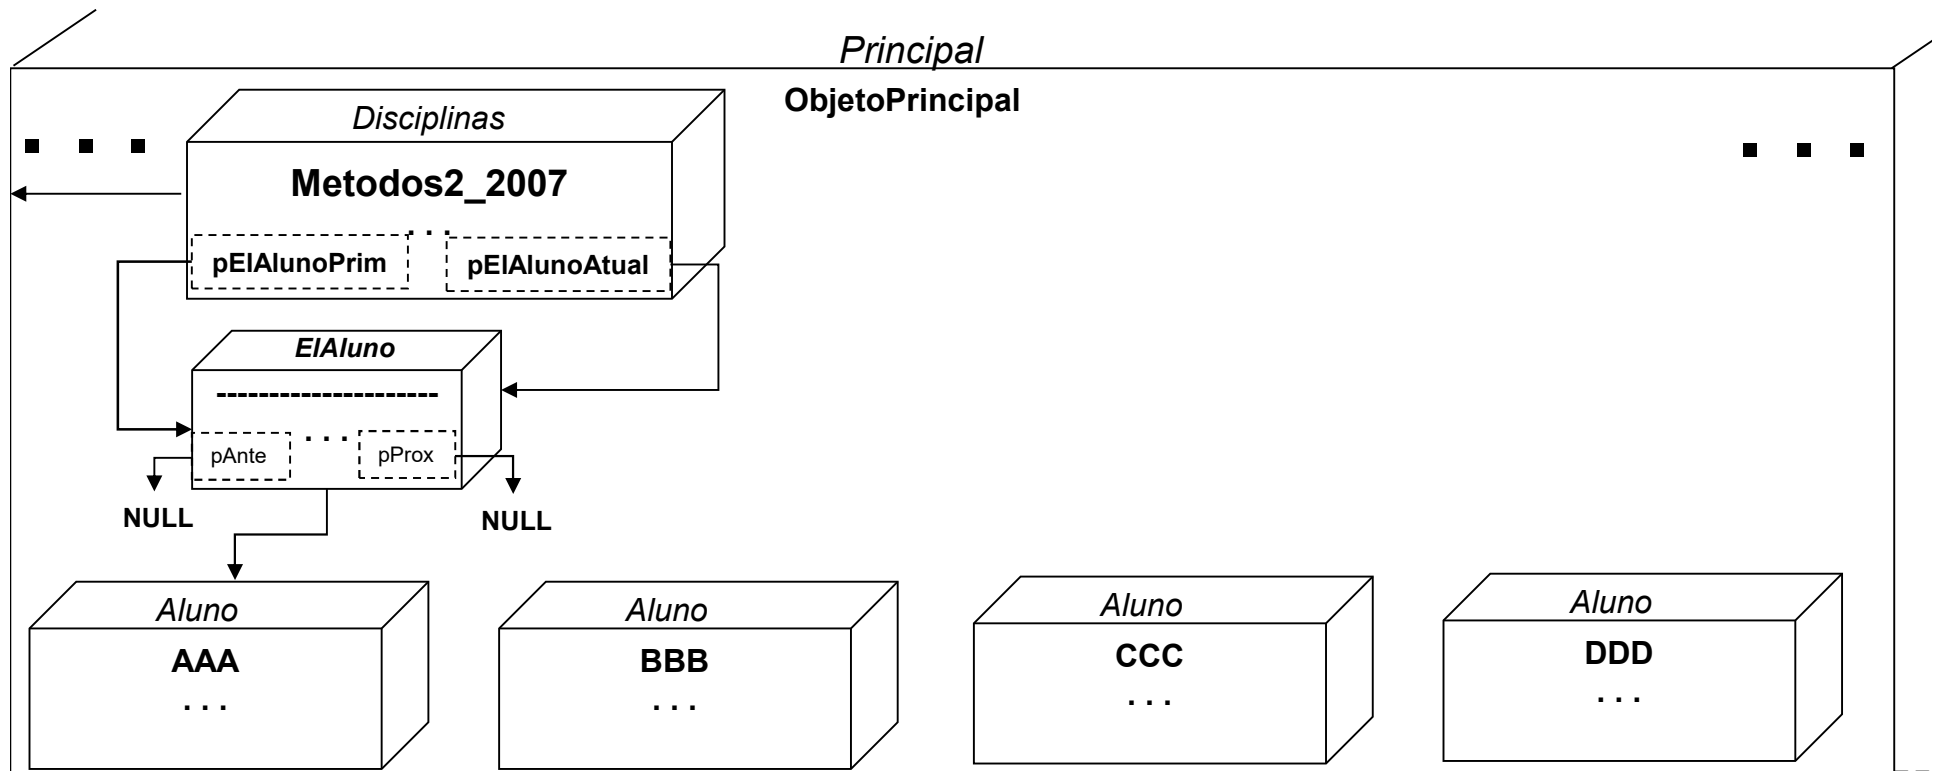 Principal
ObjetoPrincipal
Disciplinas
Metodos2_2007
. . .
pElAlunoPrim
pElAlunoAtual
ElAluno
---------------------
. . .
pAnte
pProx
NULL
NULL
Aluno
AAA
. . .
Aluno
BBB
. . .
Aluno
CCC
. . .
Aluno
DDD
. . .